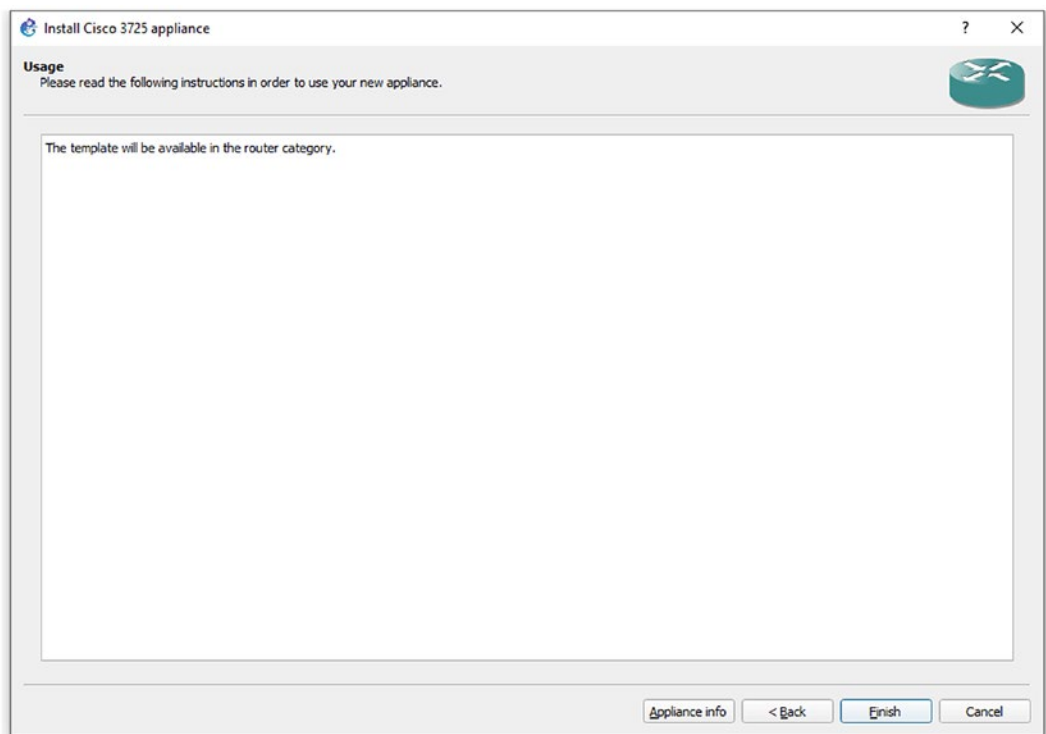 Install Cisco 3725 appliance
?
Usage
Please read the following instructions in order to use your new appliance.
The template will be available in the router category.
Appliance info
< Back
Finish
Cancel